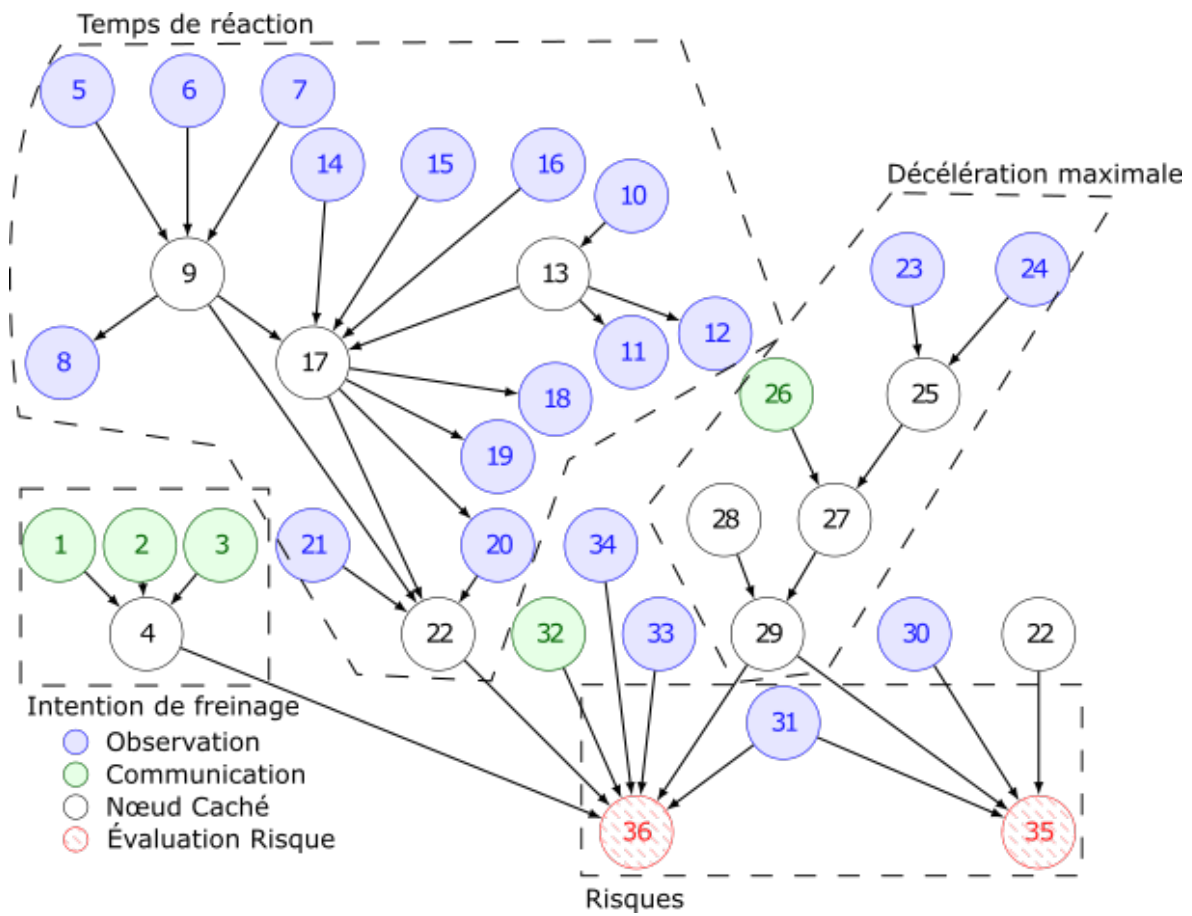 Temps de réaction
5 6 7
14 15 16
10
Décélération maximale
23 24
9 13
8 17 11 12
18 26 25
19
28 27
1 2 3 21 20 34
4 22 32 33 29 30 22
Intention de freinage
31
Observation
Communication
Nœud Caché
Évaluation Risque
36 35
Risques